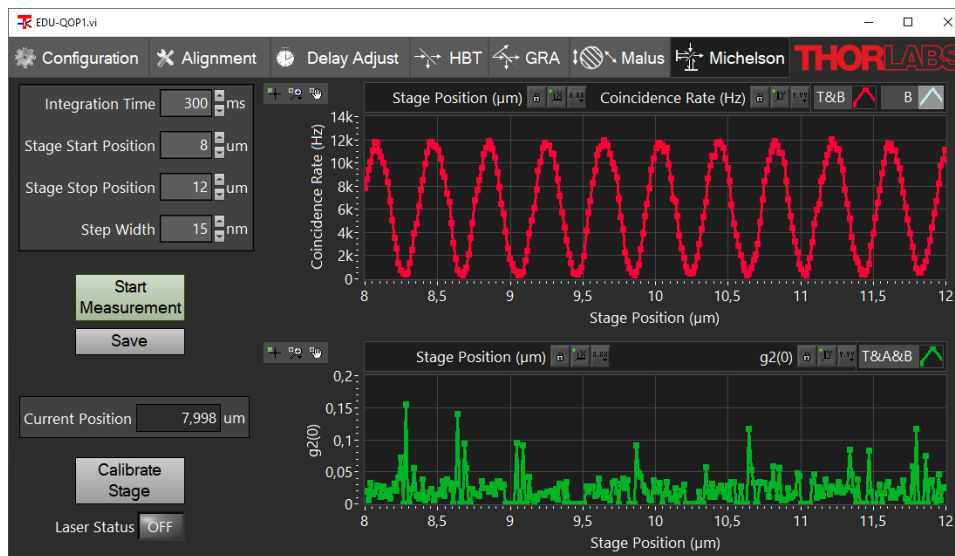 EDU-QOP1.vi
Configuration Alignment Delay Adjust HBT GRA Malus Michelson THORLABS
Integration Time 300 ms
Stage Start Position 8 um
Stage Stop Position 12 um
Step Width 15 nm
Start
Measurement
Save
Current Position 7,998 um
Calibrate
Stage
Laser Status OFF
Stage Position (µm) Coincidence Rate (Hz) T&B B
Coincidence Rate (Hz)
14k
12k
10k
8k
6k
4k
2k
0
8 8,5 9 9,5 10 10,5 11 11,5 12
Stage Position (µm)
Stage Position (µm) g2(0) T&A&B
g2(0)
0,2
0,15
0,1
0,05
0
8 8,5 9 9,5 10 10,5 11 11,5 12
Stage Position (µm)